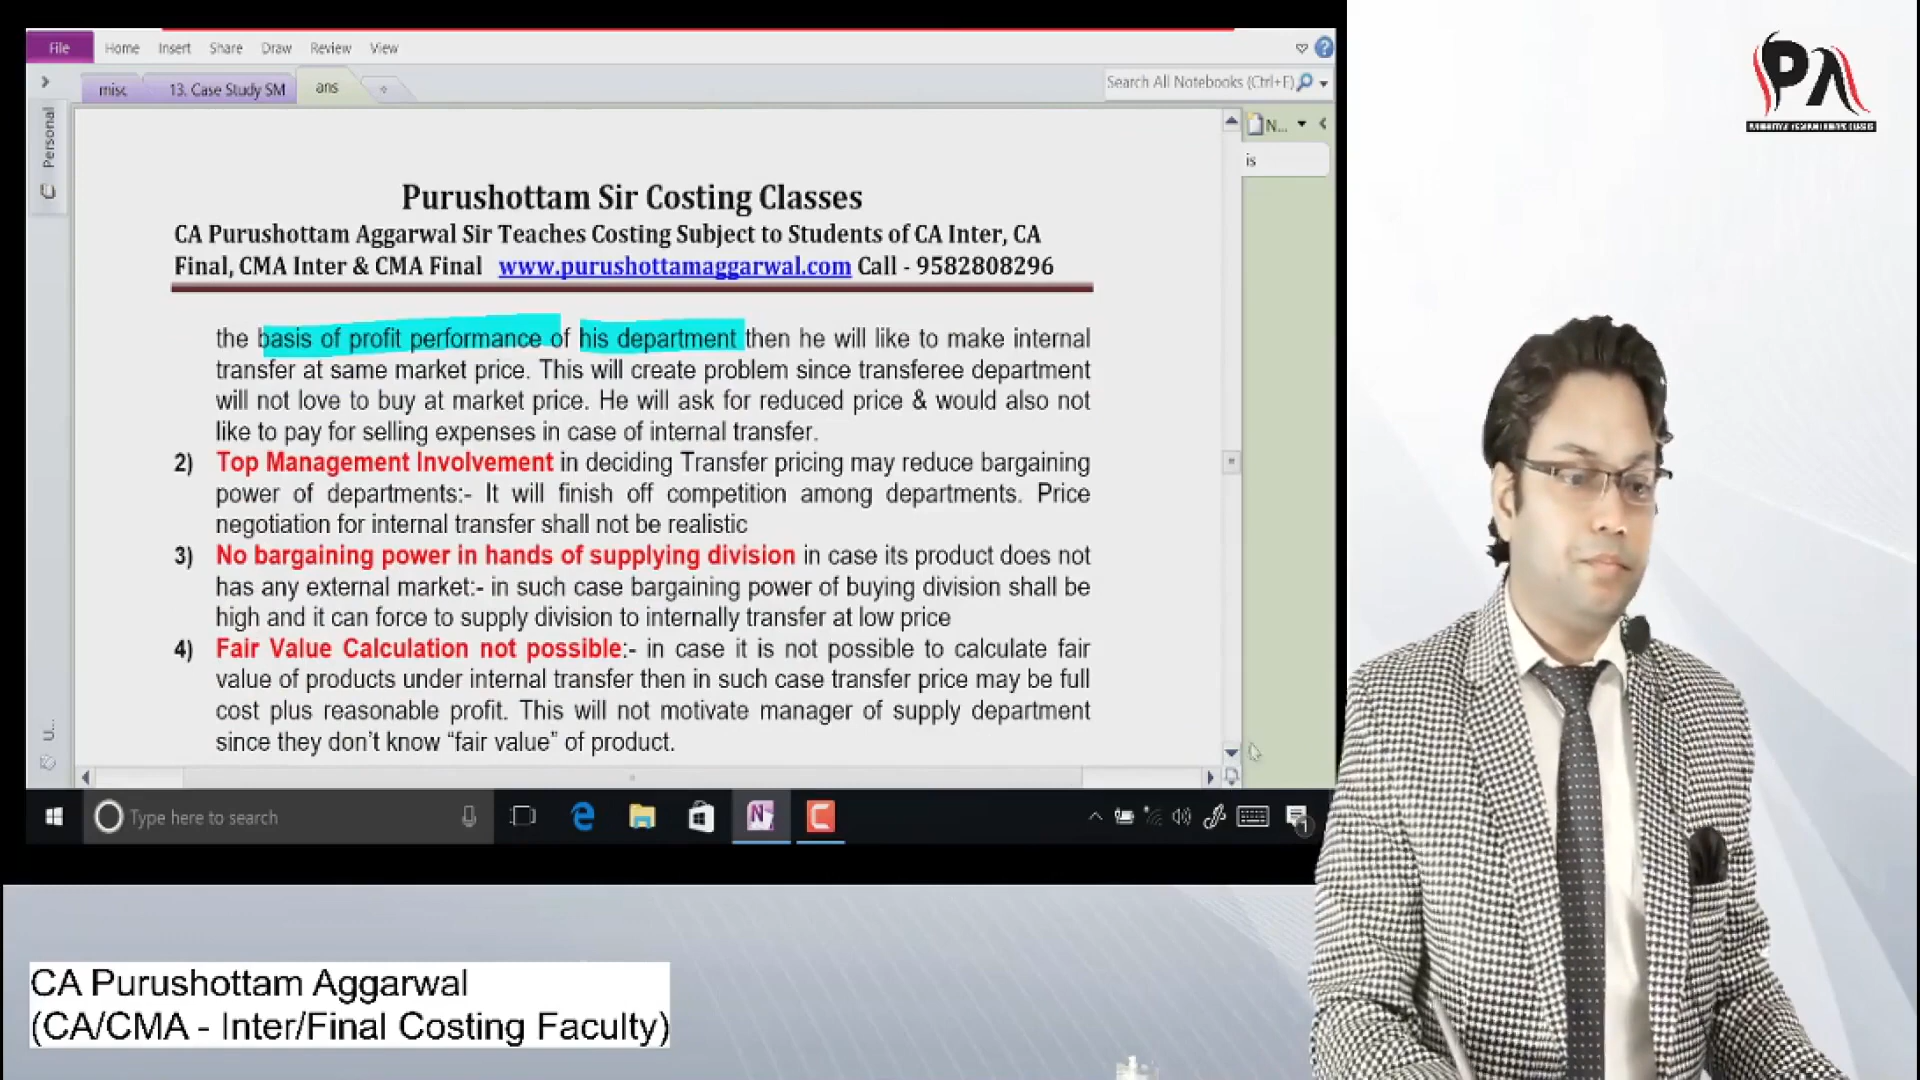 File Home Insert Share Draw Review View
misc 13. Case Study SM ans
Search All Notebooks (Ctrl+F)
Personal
N...
is
Purushottam Sir Costing Classes
CA Purushottam Aggarwal Sir Teaches Costing Subject to Students of CA Inter, CA
Final, CMA Inter & CMA Final www.purushottamaggarwal.com Call - 9582808296
the basis of profit performance of his department then he will like to make internal
transfer at same market price. This will create problem since transferee department
will not love to buy at market price. He will ask for reduced price & would also not
like to pay for selling expenses in case of internal transfer.
2) Top Management Involvement in deciding Transfer pricing may reduce bargaining
power of departments:- It will finish off competition among departments. Price
negotiation for internal transfer shall not be realistic
3) No bargaining power in hands of supplying division in case its product does not
has any external market:- in such case bargaining power of buying division shall be
high and it can force to supply division to internally transfer at low price
4) Fair Value Calculation not possible:- in case it is not possible to calculate fair
value of products under internal transfer then in such case transfer price may be full
cost plus reasonable profit. This will not motivate manager of supply department
since they don't know “fair value” of product.
U...
Type here to search
1
CA Purushottam Aggarwal
(CA/CMA - Inter/Final Costing Faculty)
PA